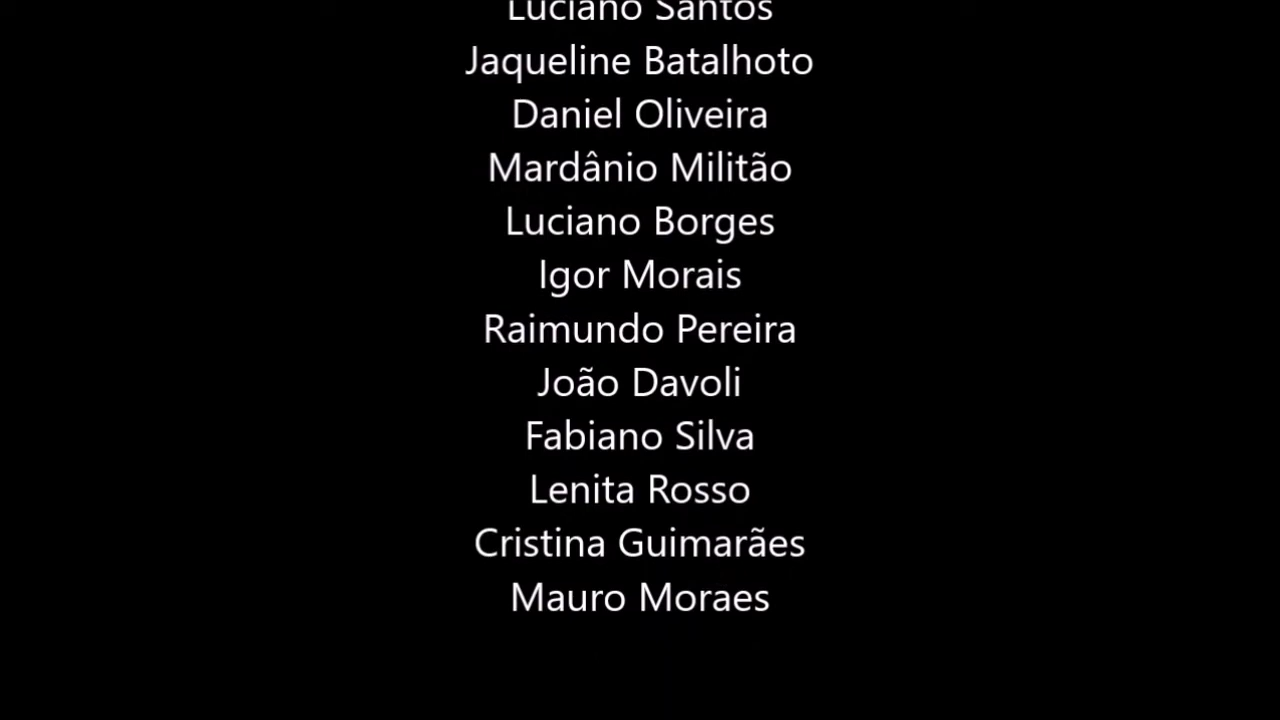 Luciano Santos
Jaqueline Batalhoto
Daniel Oliveira
Mardânio Militão
Luciano Borges
Igor Morais
Raimundo Pereira
João Davoli
Fabiano Silva
Lenita Rosso
Cristina Guimarães
Mauro Moraes